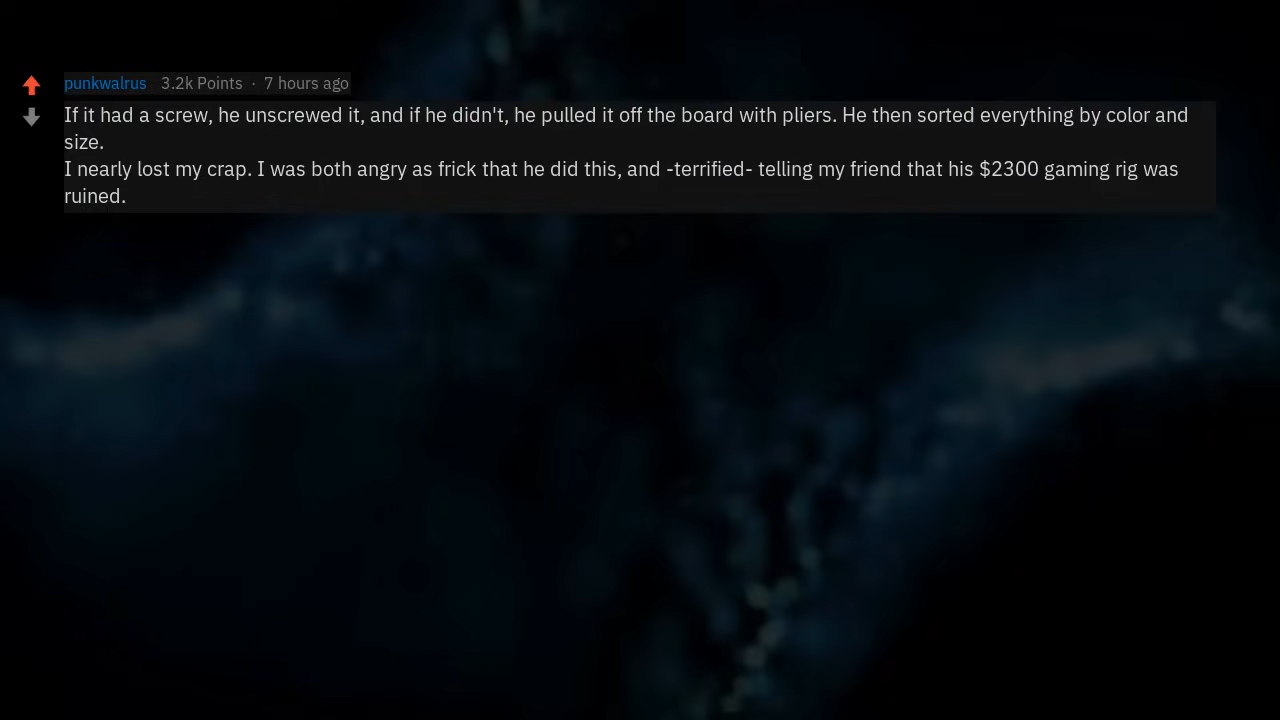 punkwalrus 3.2k Points · 7 hours ago
If it had a screw, he unscrewed it, and if he didn't, he pulled it off the board with pliers. He then sorted everything by color and
size.
I nearly lost my crap. I was both angry as frick that he did this, and -terrified- telling my friend that his $2300 gaming rig was
ruined.